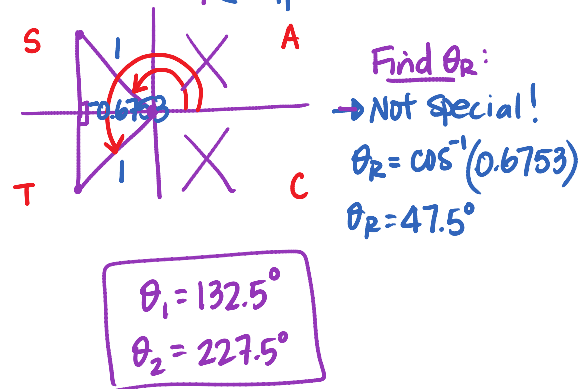 S
A
1
-0.6753
1
T
C
Find θR:
→ Not special!
θR = cos⁻¹(0.6753)
θR = 47.5°
θ₁ = 132.5°
θ₂ = 227.5°